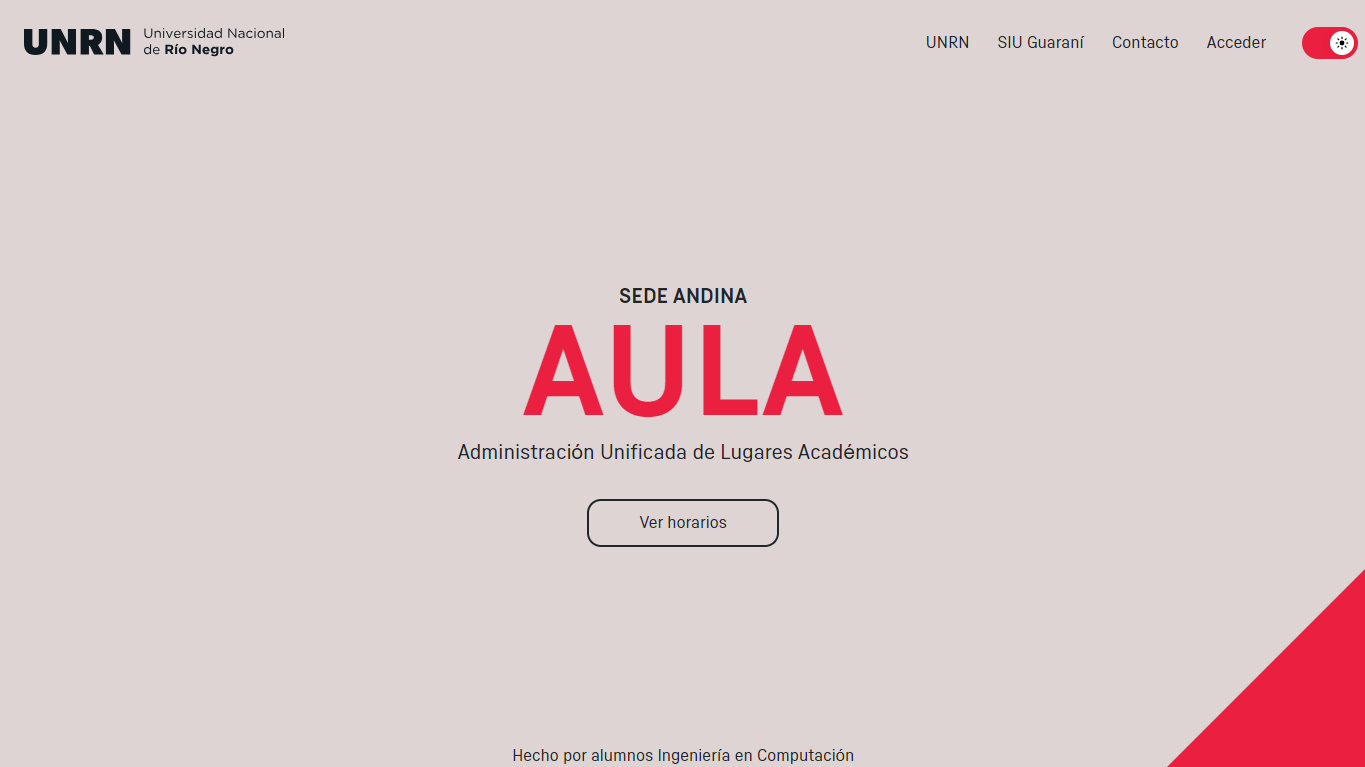 UNRN
Universidad Nacional
de Río Negro
UNRN
SIU Guaraní
Contacto
Acceder
SEDE ANDINA
AULA
Administración Unificada de Lugares Académicos
Ver horarios
Hecho por alumnos Ingeniería en Computación